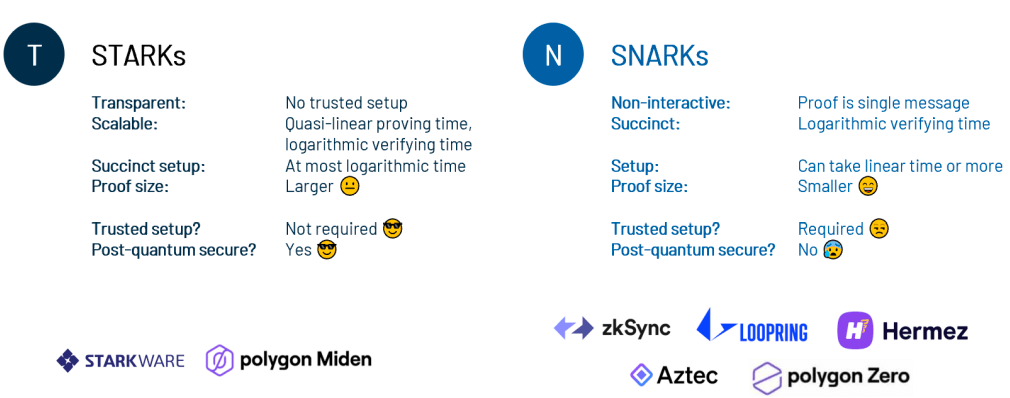 T
STARKs
Transparent: No trusted setup
Scalable: Quasi-linear proving time,
logarithmic verifying time
Succinct setup: At most logarithmic time
Proof size: Larger 😐
Trusted setup? Not required 😎
Post-quantum secure? Yes 😎
STARKWARE
polygon Miden
N
SNARKs
Non-interactive: Proof is single message
Succinct: Logarithmic verifying time
Setup: Can take linear time or more
Proof size: Smaller 😄
Trusted setup? Required 😒
Post-quantum secure? No 😰
zkSync
LOOPRING
H
Hermez
Aztec
polygon Zero